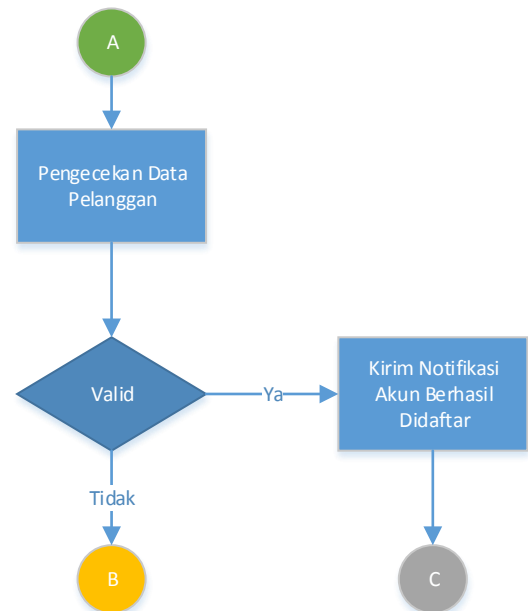 A
Pengecekan Data
Pelanggan
Valid
Ya
Kirim Notifikasi
Akun Berhasil
Didaftar
Tidak
B
C